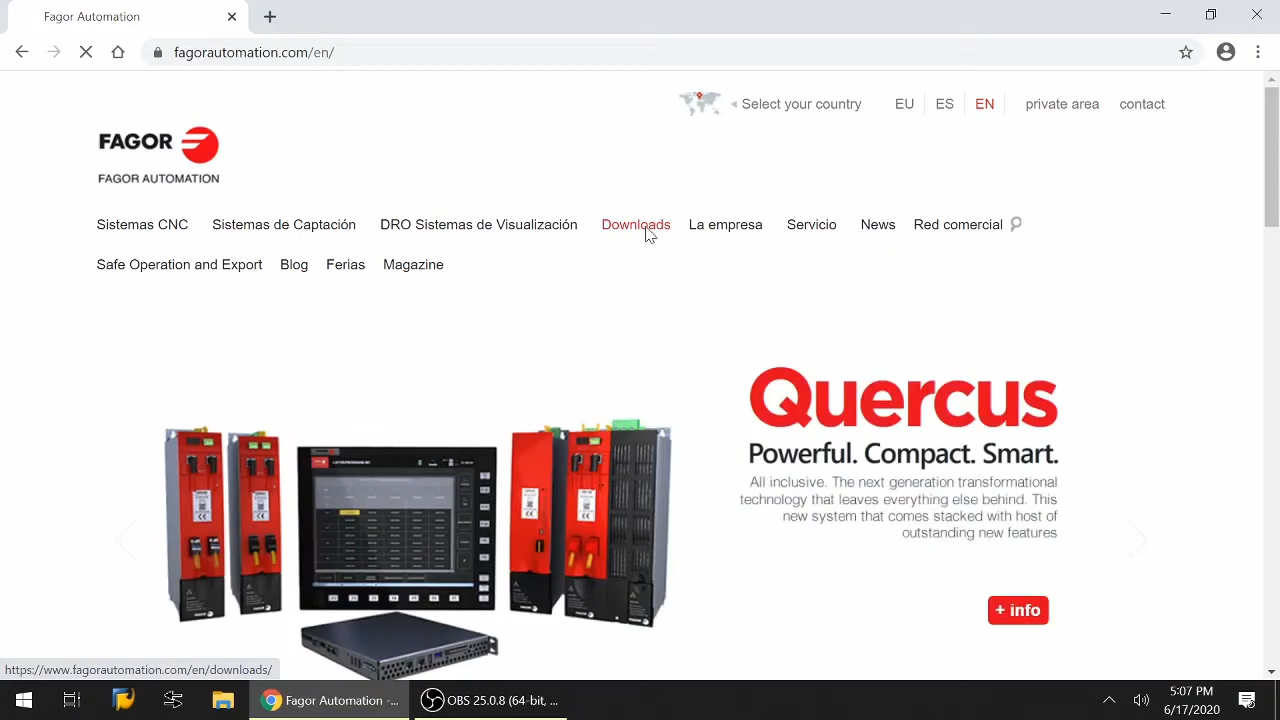 Fagor Automation
fagorautomation.com/en/
Select your country EU ES EN private area contact
FAGOR
FAGOR AUTOMATION
Sistemas CNC Sistemas de Captación DRO Sistemas de Visualización Downloads La empresa Servicio News Red comercial
Safe Operation and Export Blog Ferias Magazine
Quercus
Powerful. Compact. Smart.
All inclusive. The next generation transformational
technology that leaves everything else behind. This
new system that comes stacked with host of
outstanding new features
+ info
https://www.fagorautomation.com/en/downloads/
Fagor Automation -...
OBS 25.0.8 (64-bit, ...
5:07 PM
6/17/2020